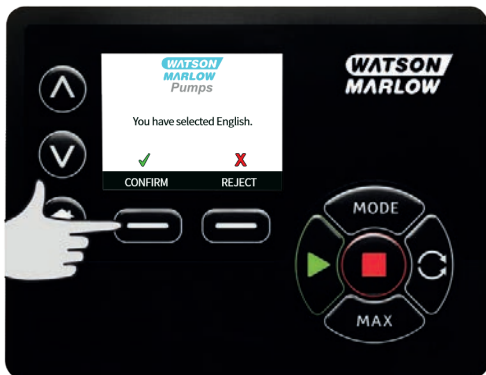 WATSON
MARLOW
Pumps
You have selected English.
CONFIRM
REJECT
WATSON
MARLOW
MODE
MAX